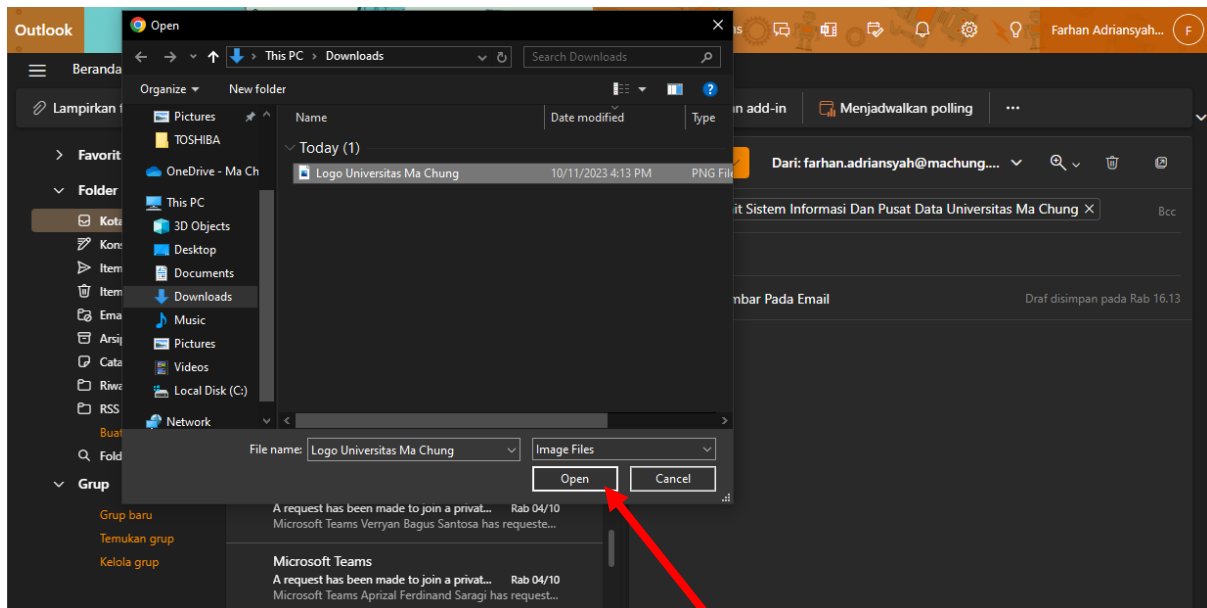 Outlook
Open
ns
Farhan Adriansyah...
F
Beranda
This PC > Downloads
Search Downloads
Organize
New folder
?
Lampirkan
an add-in
Menjadwalkan polling
...
Pictures
TOSHIBA
OneDrive - Ma Ch
This PC
3D Objects
Desktop
Documents
Downloads
Music
Pictures
Videos
Local Disk (C:)
Network
Name
Date modified
Type
Today (1)
Logo Universitas Ma Chung
10/11/2023 4:13 PM
PNG File
File name:
Logo Universitas Ma Chung
Image Files
Open
Cancel
Favorit
Folder
Kota
Kons
Item
Item
Ema
Arsip
Cata
Riwa
RSS
Buat
Fold
Grup
Grup baru
Temukan grup
Kelola grup
Dari: farhan.adriansyah@machung....
it Sistem Informasi Dan Pusat Data Universitas Ma Chung
Bcc
mbar Pada Email
Draf disimpan pada Rab 16.13
A request has been made to join a privat... Rab 04/10
Microsoft Teams Verryan Bagus Santosa has requeste...
Microsoft Teams
A request has been made to join a privat... Rab 04/10
Microsoft Teams Aprizal Ferdinand Saragi has request...